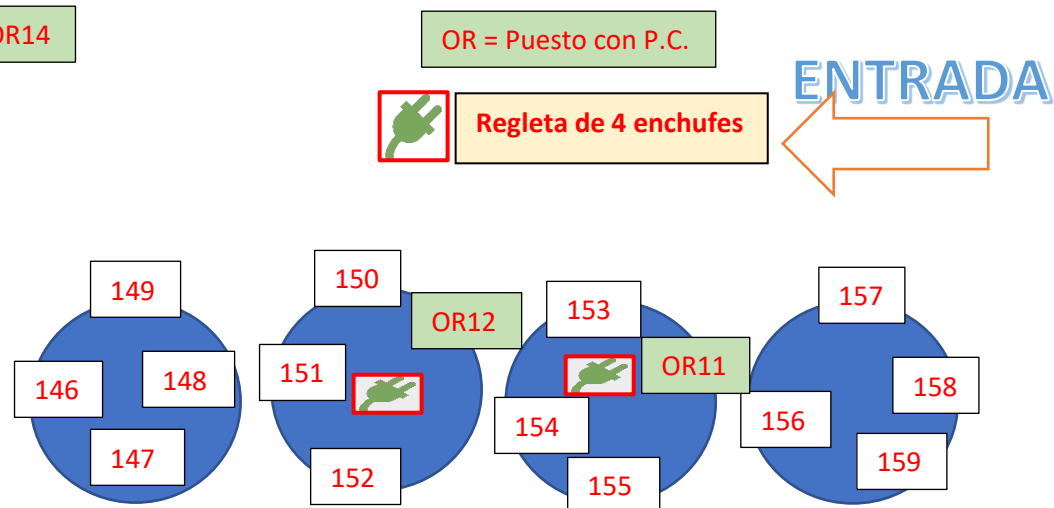 OR14
OR = Puesto con P.C.
ENTRADA
Regleta de 4 enchufes
149
150
153
157
OR12
OR11
146
148
151
158
154
156
147
152
155
159